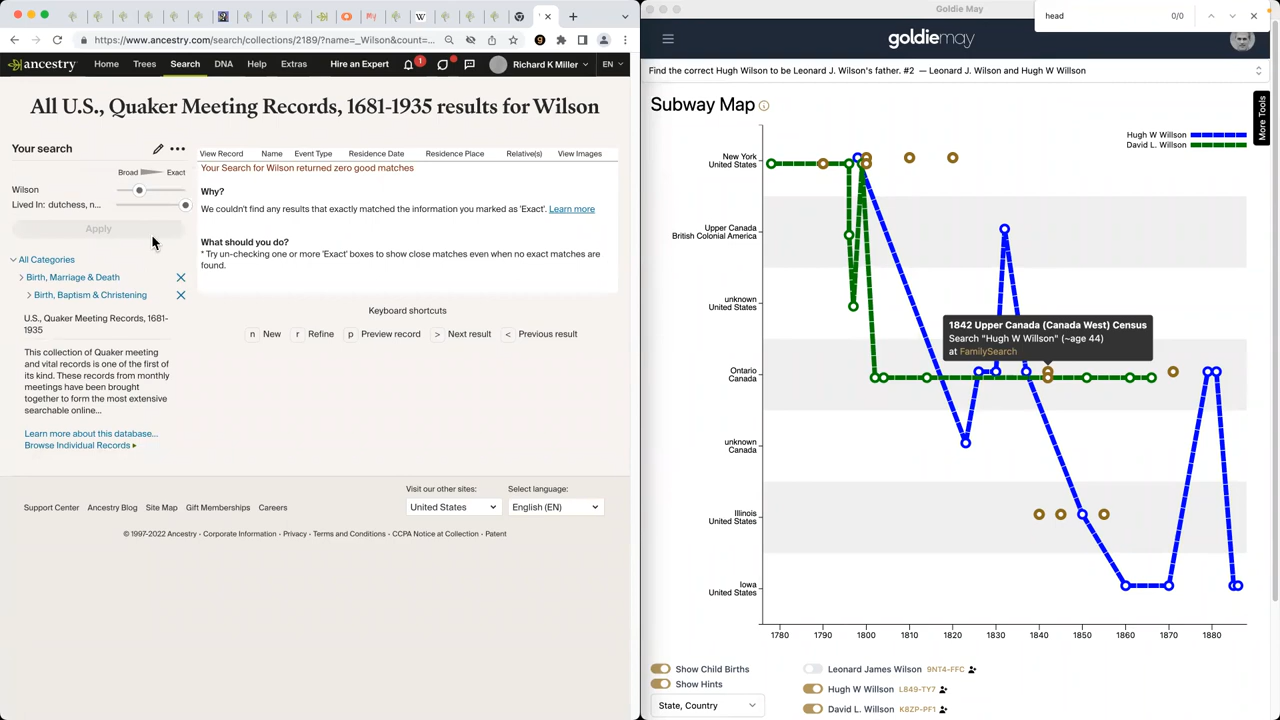 https://www.ancestry.com/search/collections/2189/?name=_Wilson&count=...
ancestry
Home Trees Search DNA Help Extras Hire an Expert 1 Richard K Miller EN
All U.S., Quaker Meeting Records, 1681-1935 results for Wilson
Your search
Broad Exact
Wilson
Lived In: dutchess, n...
Apply
All Categories
Birth, Marriage & Death
Birth, Baptism & Christening
U.S., Quaker Meeting Records, 1681-
1935
This collection of Quaker meeting
and vital records is one of the first of
its kind. These records from monthly
meetings have been brought
together to form the most extensive
searchable online...
Learn more about this database...
Browse Individual Records
View Record Name Event Type Residence Date Residence Place Relative(s) View Images
Your Search for Wilson returned zero good matches
Why?
We couldn't find any results that exactly matched the information you marked as 'Exact'. Learn more
What should you do?
* Try un-checking one or more 'Exact' boxes to show close matches even when no exact matches are
found.
Keyboard shortcuts
n New r Refine p Preview record > Next result < Previous result
Visit our other sites: Select language:
United States English (EN)
Support Center Ancestry Blog Site Map Gift Memberships Careers
© 1997-2022 Ancestry - Corporate Information - Privacy - Terms and Conditions - CCPA Notice at Collection - Patent
Goldie May
head 0/0
goldiemay
Find the correct Hugh Wilson to be Leonard J. Wilson's father. #2 — Leonard J. Wilson and Hugh W Willson
More Tools
Subway Map
Hugh W Willson
David L. Willson
New York
United States
Upper Canada
British Colonial America
unknown
United States
1842 Upper Canada (Canada West) Census
Search "Hugh W Willson" (~age 44)
at FamilySearch
Ontario
Canada
unknown
Canada
Illinois
United States
Iowa
United States
1780 1790 1800 1810 1820 1830 1840 1850 1860 1870 1880
Show Child Births
Show Hints
State, Country
Leonard James Wilson 9NT4-FFC
Hugh W Willson L849-TY7
David L. Willson K8ZP-PF1